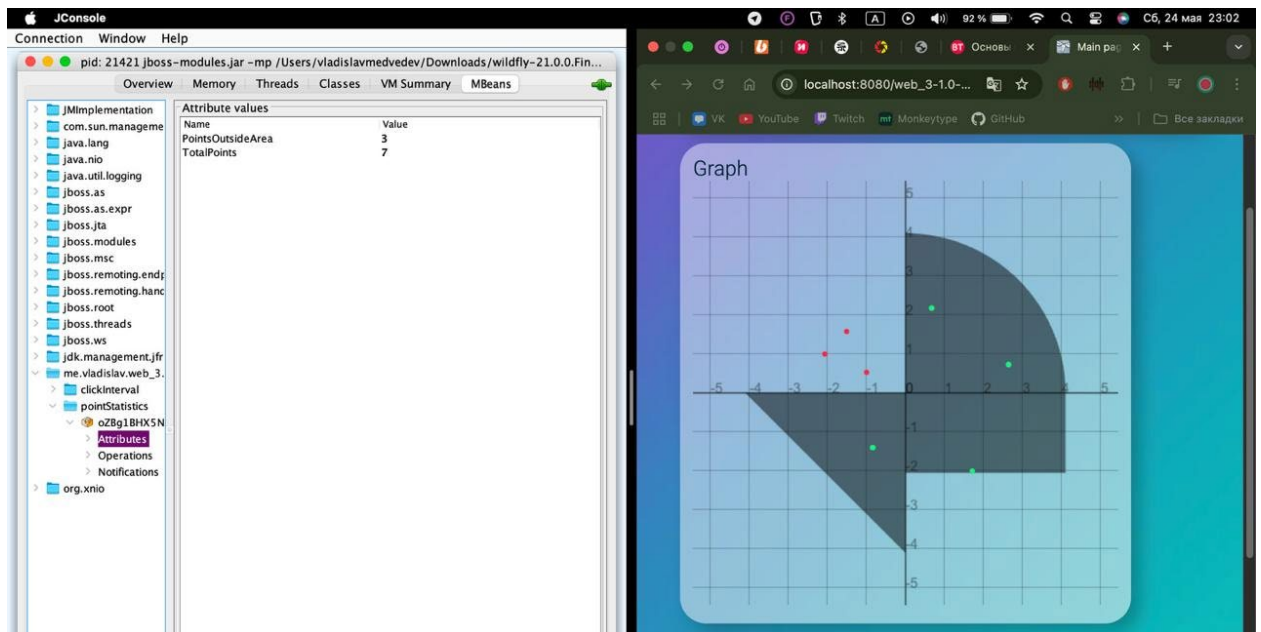 JConsole
92 %
A
Сб, 24 мая 23:02
Connection Window Help
pid: 21421 jboss-modules.jar -mp /Users/vladislavmedvedev/Downloads/wildfly-21.0.0.Fin...
Overview Memory Threads Classes VM Summary MBeans
JMImplementation
com.sun.manageme
java.lang
java.nio
java.util.logging
jboss.as
jboss.as.expr
jboss.jta
jboss.modules
jboss.msc
jboss.remoting.endp
jboss.remoting.hanc
jboss.root
jboss.threads
jboss.ws
jdk.management.jfr
me.vladislav.web_3.
clickInterval
pointStatistics
oZBg1BHX5N
Attributes
Operations
Notifications
org.xnio
Attribute values
Name Value
PointsOutsideArea 3
TotalPoints 7
ВТ Основы
Main pag
localhost:8080/web_3-1.0-...
VK YouTube Twitch mt Monkeytype GitHub » Все закладки
Graph
5
4
3
2
1
-5 -4 -3 -2 -1 0 1 2 3 4 5
-1
-2
-3
-4
-5